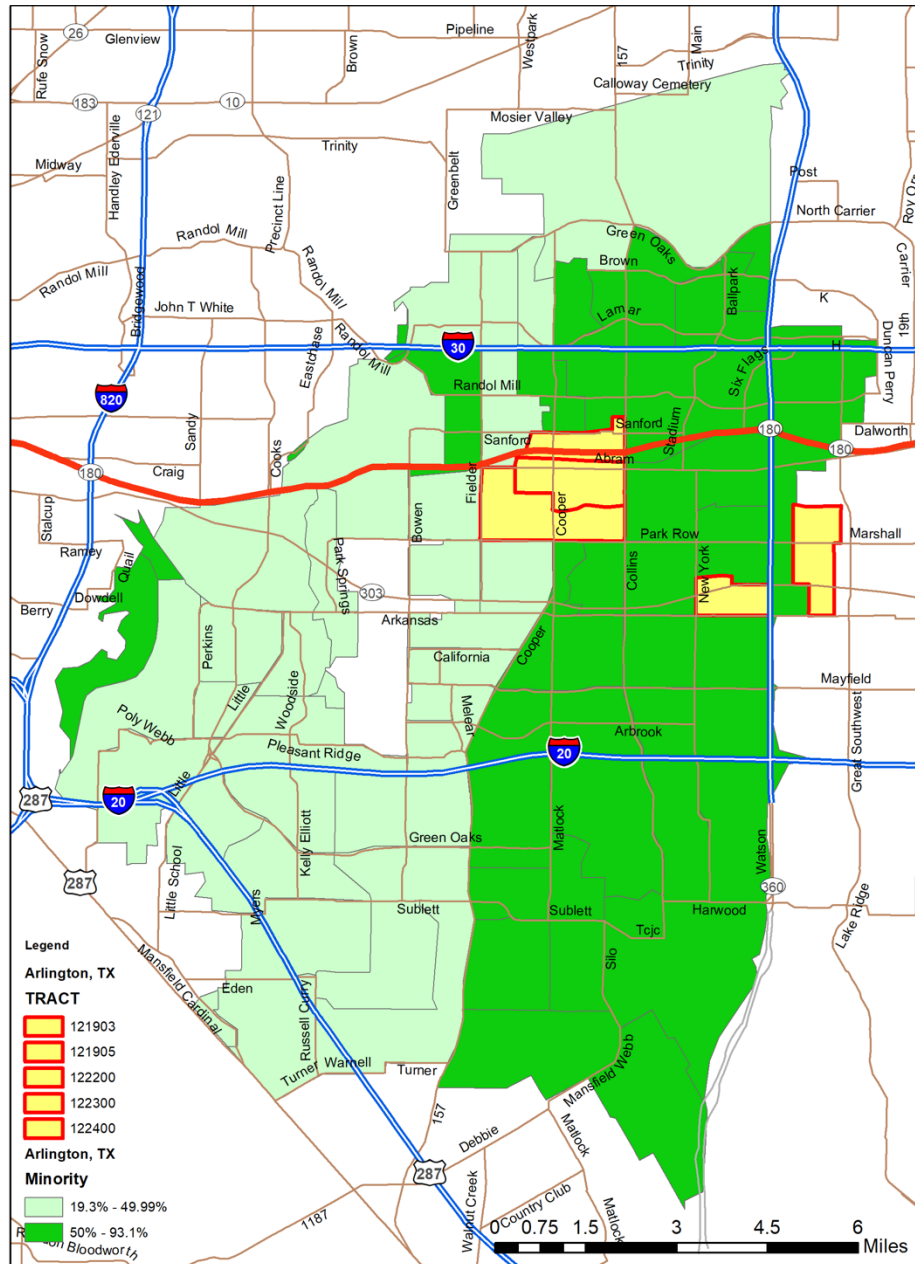 Pipeline
26
Glenview
Rufe Snow
Brown
Westpark
157
Main
Trinity
Calloway Cemetery
183
10
121
Mosier Valley
Handley Ederville
Trinity
Midway
Greenbelt
Post
Precinct Line
North Carrier
Randol Mill
Green Oaks
Carrier
Randol Mill
Randol Mill
Brown
Ballpark
K
Bridgewood
John T White
Lamar
19th
Duncan Perry
Eastchase
Randol Mill
30
H
Six Flags
820
Randol Mill
Sandy
Sanford
Sanford
Stadium
180
Dalworth
180
Cooks
Abram
180
Craig
Fielder
Stalcup
Bowen
Cooper
Park Row
Marshall
Ramey
Quail
Park Springs
Collins
New York
Dowdell
303
Berry
Arkansas
Perkins
Cooper
California
Mayfield
Little
Woodside
Melear
Poly Webb
Arbrook
Pleasant Ridge
20
Great Southwest
Little
287
20
Green Oaks
Kelly Elliott
Matlock
Watson
287
Little School
360
Myers
Sublett
Sublett
Harwood
Tcjc
Lake Ridge
Silo
Mansfield Cardinal
Eden
Russell Curry
Turner
Warnell
Turner
Mansfield Webb
157
Debbie
Matlock
287
Walnut Creek
Country Club
Matlock
1187
Bloodworth
Legend
Arlington, TX
TRACT
121903
121905
122200
122300
122400
Arlington, TX
Minority
19.3% - 49.99%
50% - 93.1%
0 0.75 1.5 3 4.5 6
Miles